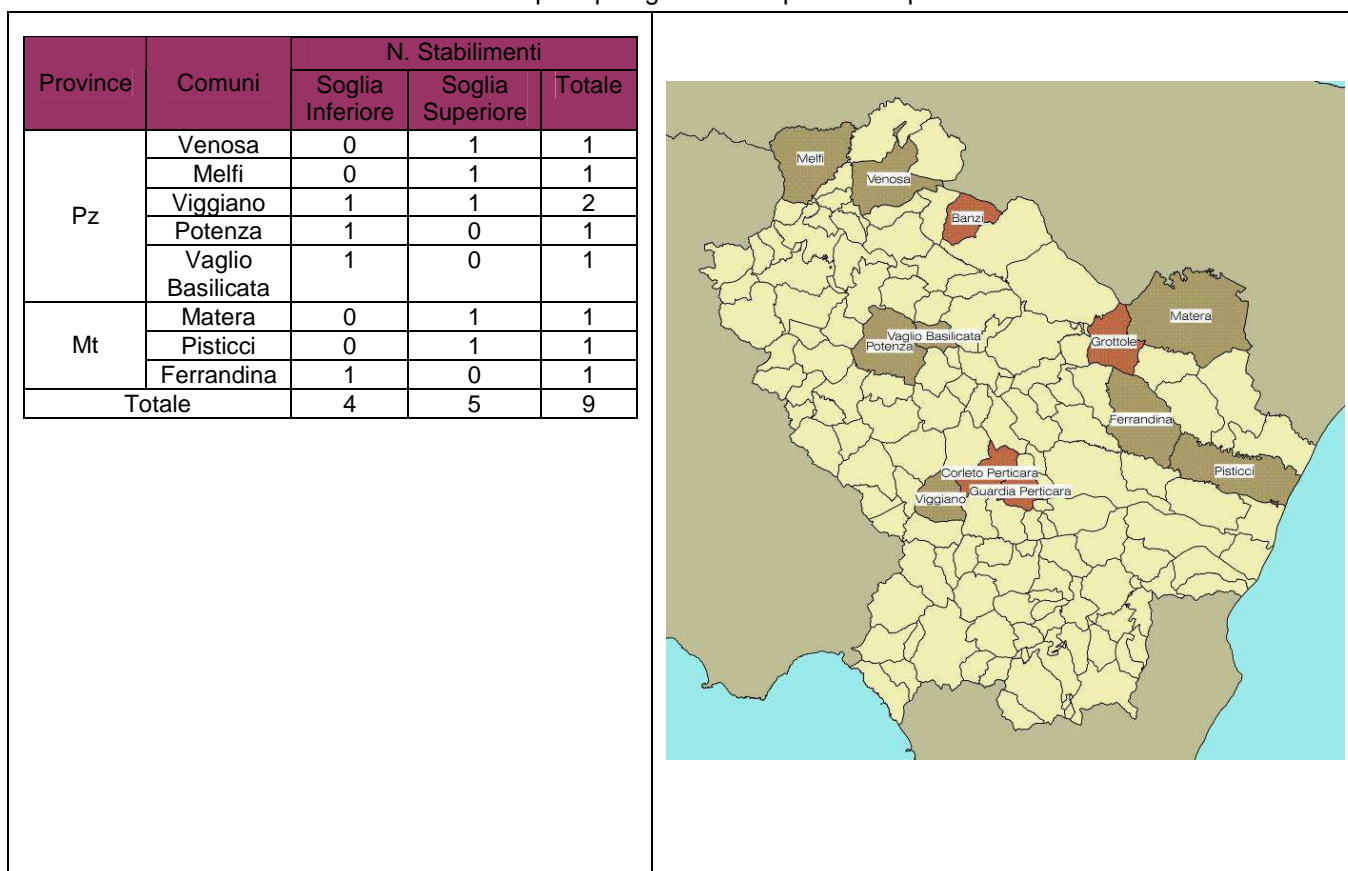 N. Stabilimenti
Province Comuni Soglia Inferiore Soglia Superiore Totale
Pz
Venosa 0 1 1
Melfi 0 1 1
Viggiano 1 1 2
Potenza 1 0 1
Vaglio Basilicata 1 0 1
Mt
Matera 0 1 1
Pisticci 0 1 1
Ferrandina 1 0 1
Totale 4 5 9
Melfi
Venosa
Banzi
Matera
Grottole
Vaglio Basilicata
Potenza
Ferrandina
Pisticci
Corleto Perticara
Guardia Perticara
Viggiano